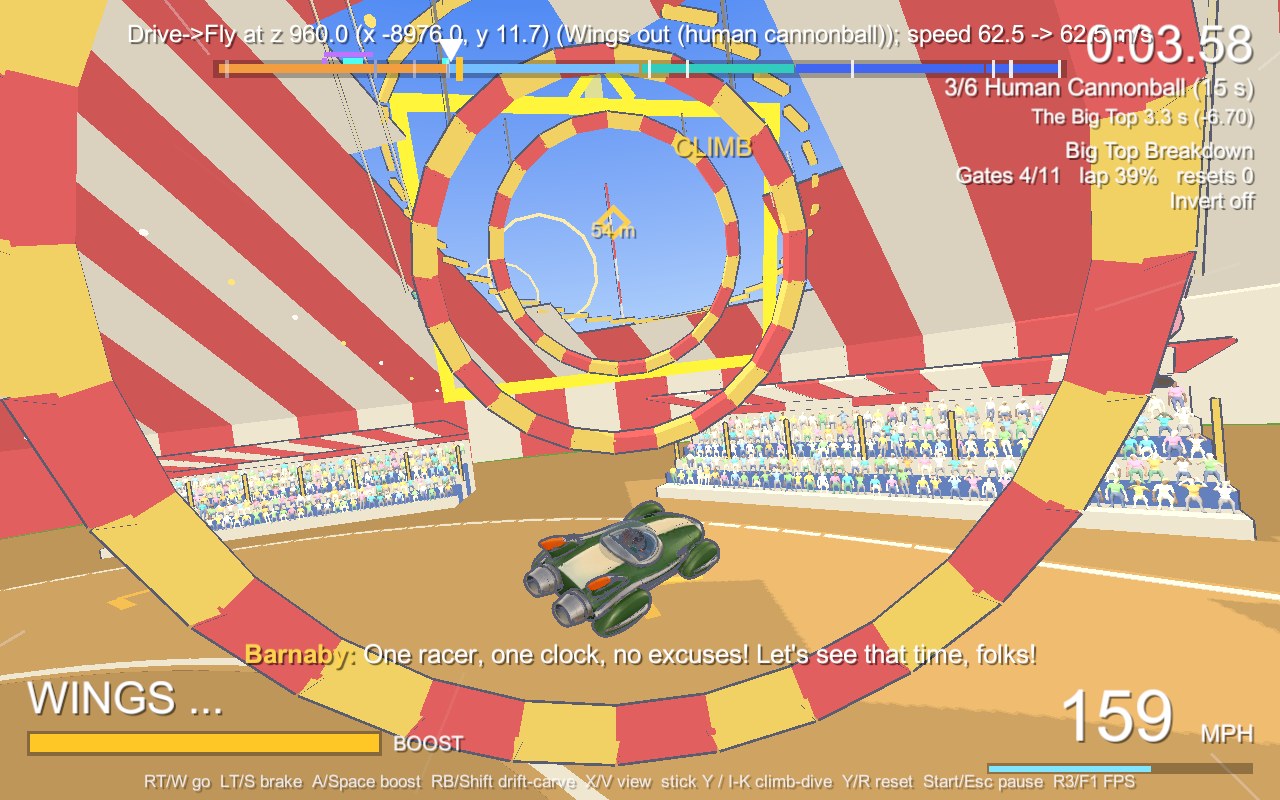 Drive->Fly at z 960.0 (x -8976.0, y 11.7) (Wings out (human cannonball)); speed 62.5 -> 62.5 m/s
0:03.58
3/6 Human Cannonball (15 s)
The Big Top 3.3 s (-6.70)
Big Top Breakdown
Gates 4/11 lap 39% resets 0
Invert off
CLIMB
54 m
Barnaby: One racer, one clock, no excuses! Let's see that time, folks!
WINGS ...
BOOST
159 MPH
RT/W go LT/S brake A/Space boost RB/Shift drift-carve X/V view stick Y / I-K climb-dive Y/R reset Start/Esc pause R3/F1 FPS